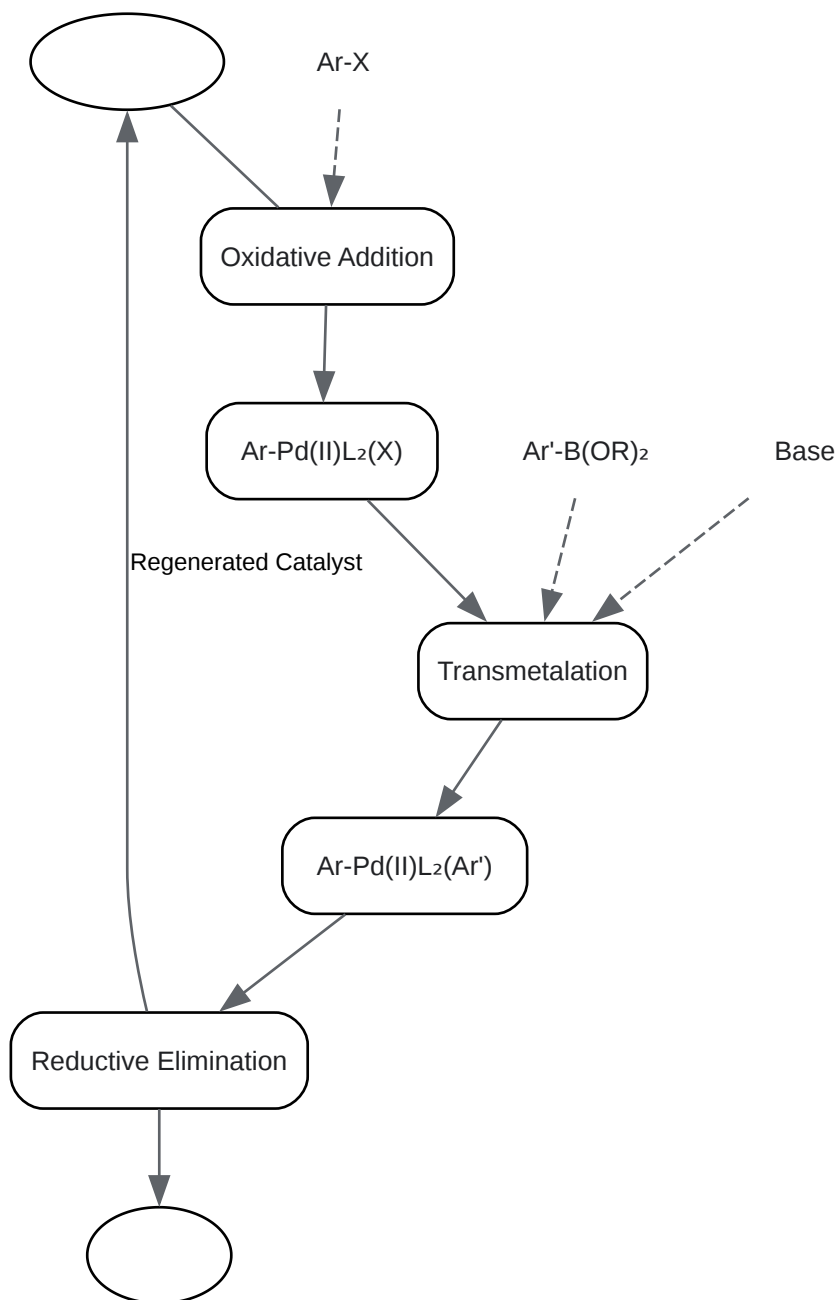 Ar-X
Oxidative Addition
Ar-Pd(II)L₂(X)
Ar'-B(OR)₂
Base
Regenerated Catalyst
Transmetalation
Ar-Pd(II)L₂(Ar')
Reductive Elimination